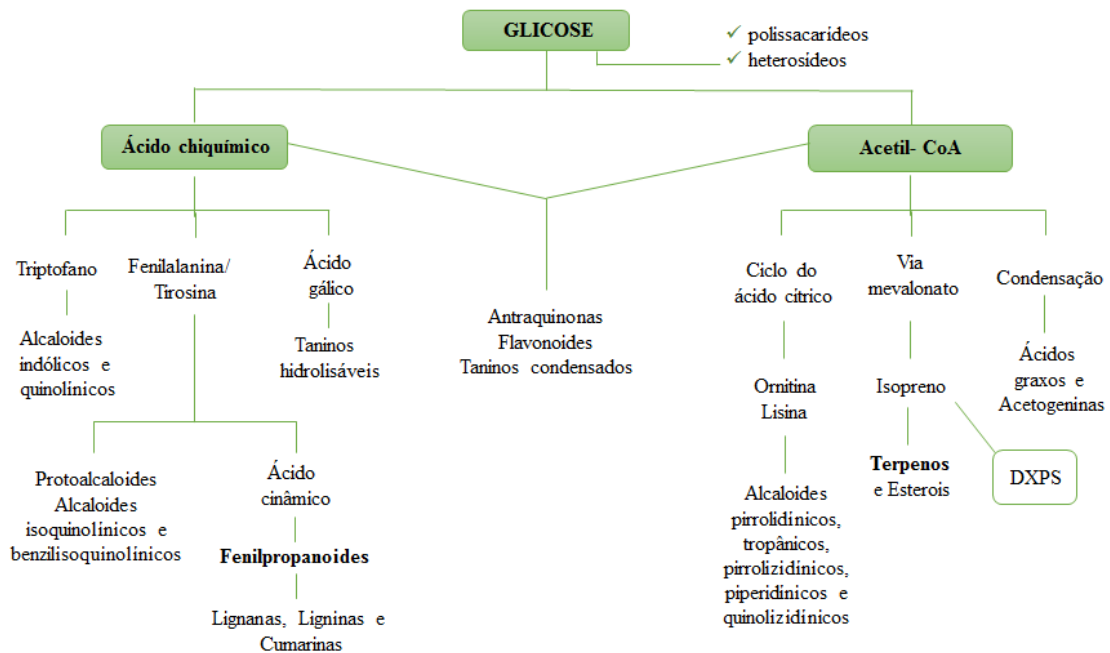 GLICOSE
✓ polissacarídeos
✓ heterosídeos
Ácido chiquímico
Acetil- CoA
Triptofano
Alcaloides
indólicos e
quinolínicos
Fenilalanina/
Tirosina
Ácido
gálico
Taninos
hidrolisáveis
Protoalcaloides
Alcaloides
isoquinolínicos e
benzilisoquinolínicos
Ácido
cinâmico
Fenilpropanoides
Lignanas, Ligninas e
Cumarinas
Antraquinonas
Flavonoides
Taninos condensados
Ciclo do
ácido cítrico
Ornitina
Lisina
Alcaloides
pirrolidínicos,
tropânicos,
pirrolizidínicos,
piperidínicos e
quinolizidínicos
Via
mevalonato
Isopreno
Terpenos
e Esterois
DXPS
Condensação
Ácidos
graxos e
Acetogeninas